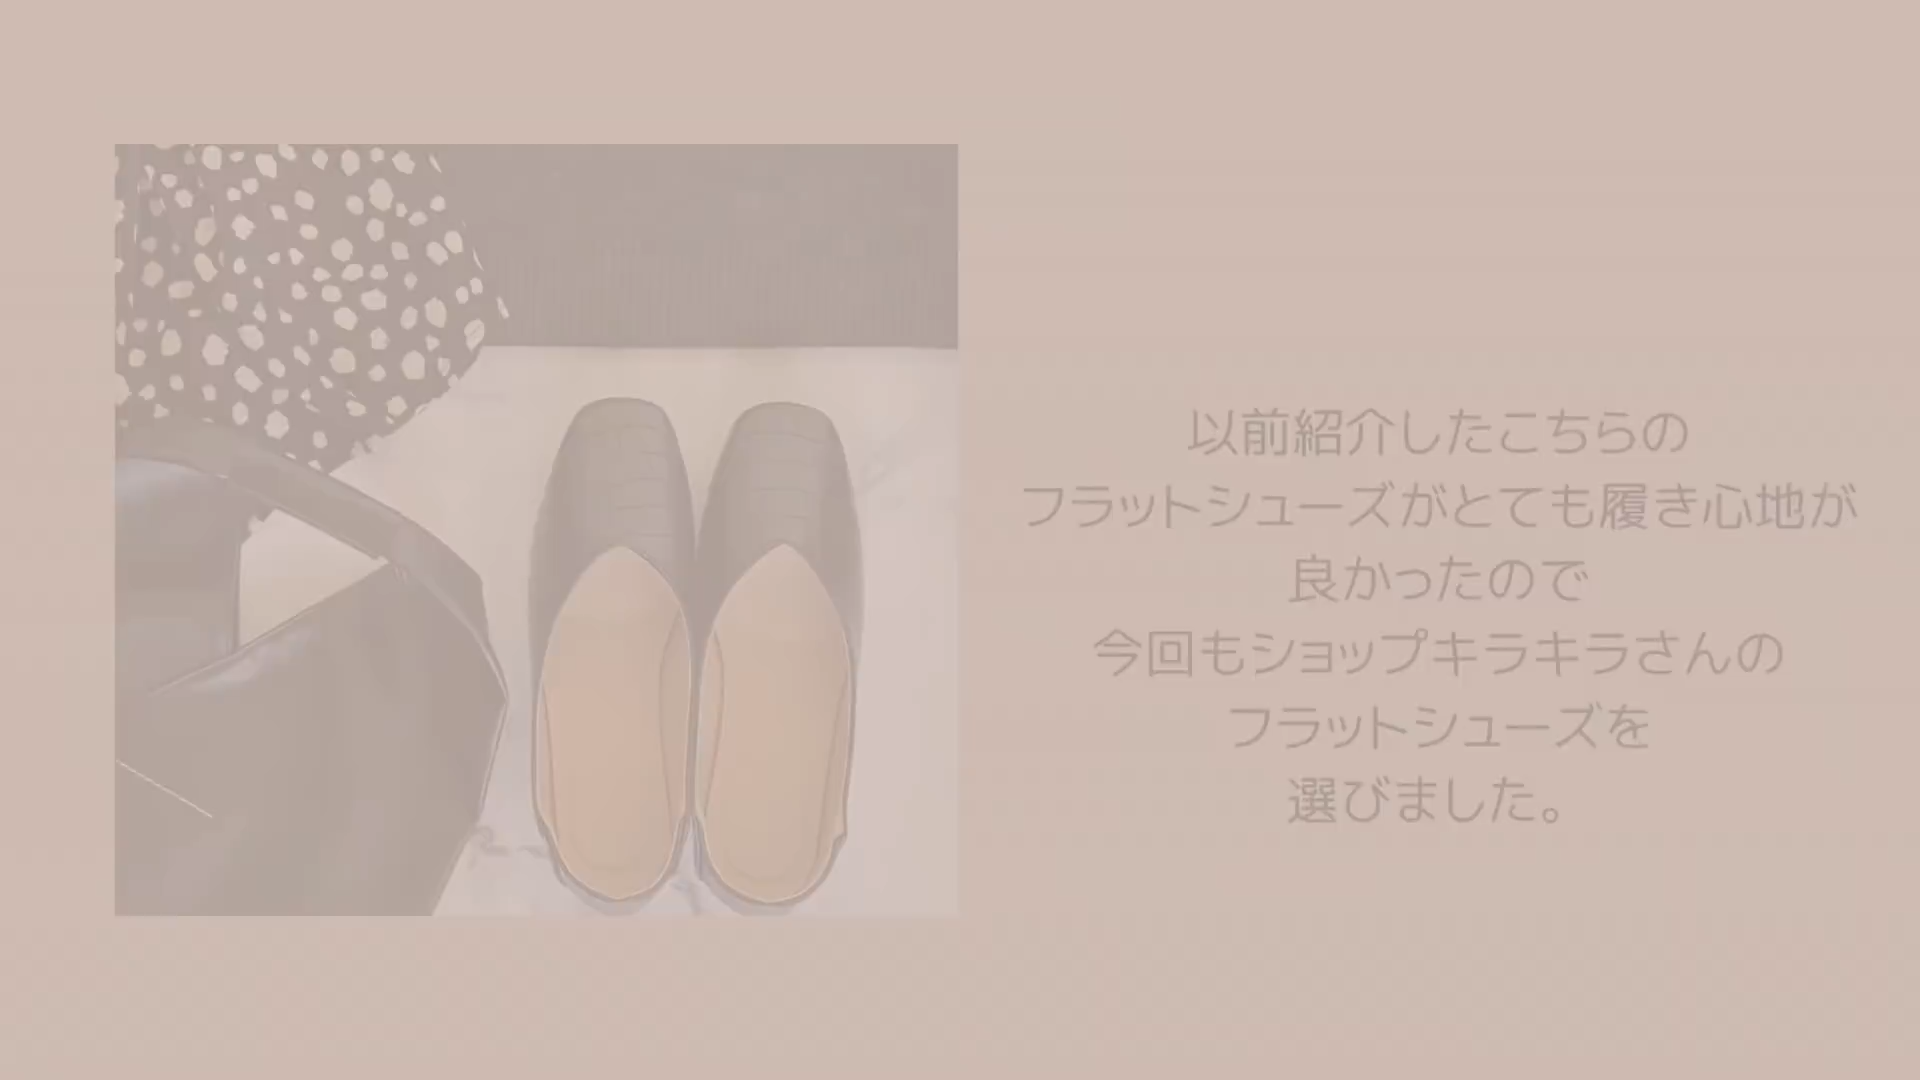 以前紹介したこちらの
フラットシューズがとても履き心地が
良かったので
今回もショップキラキラさんの
フラットシューズを
選びました。